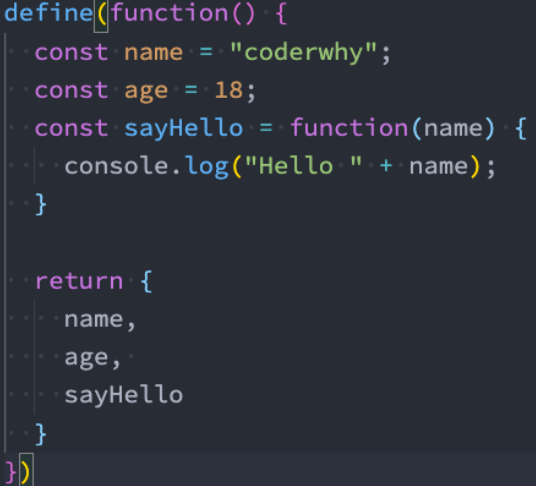 define(function() {
  const name = "coderwhy";
  const age = 18;
  const sayHello = function(name) {
    console.log("Hello " + name);
  }

  return {
    name,
    age,
    sayHello
  }
})